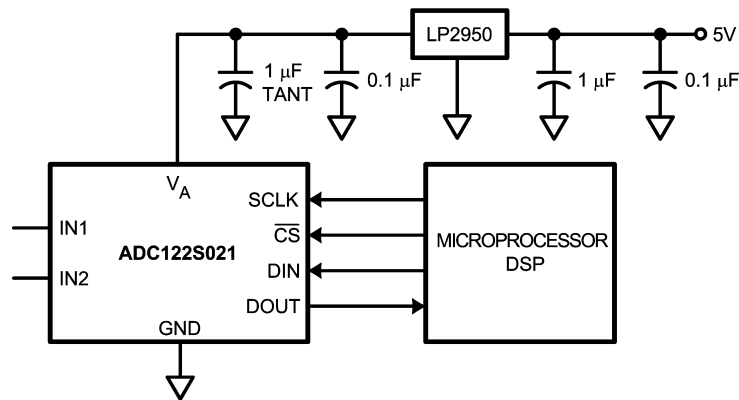 LP2950
5V
1 µF
TANT
0.1 µF
1 µF
0.1 µF
VA
IN1
IN2
ADC122S021
SCLK
CS
DIN
DOUT
GND
MICROPROCESSOR
DSP